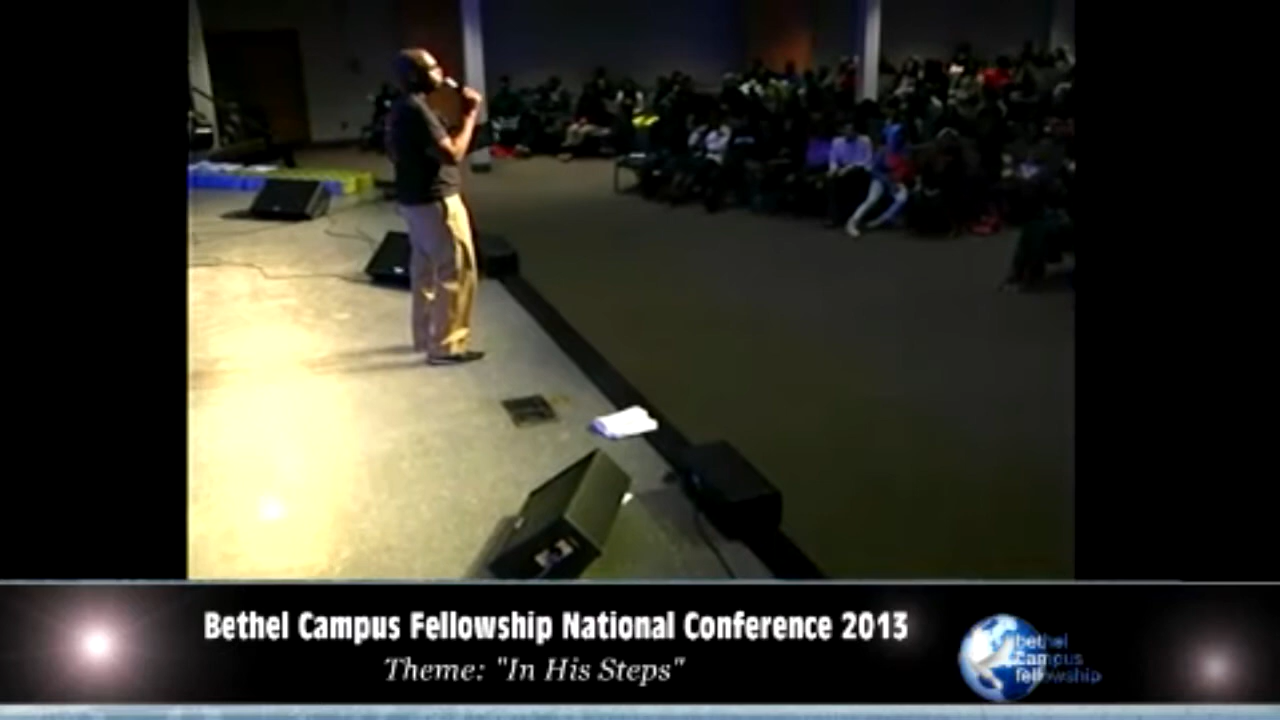 Bethel Campus Fellowship National Conference 2013
Theme: "In His Steps"
bethel
campus
fellowship